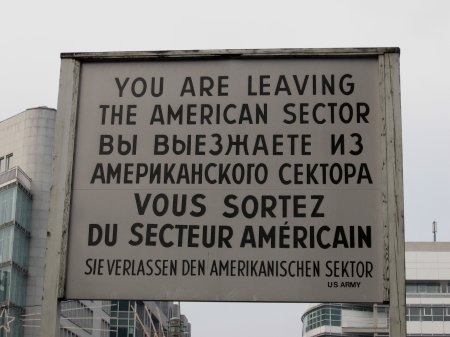 YOU ARE LEAVING
THE AMERICAN SECTOR
ВЫ ВЫЕЗЖАЕТЕ ИЗ
АМЕРИКАНСКОГО СЕКТОРА
VOUS SORTEZ
DU SECTEUR AMÉRICAIN
SIE VERLASSEN DEN AMERIKANISCHEN SEKTOR
US ARMY